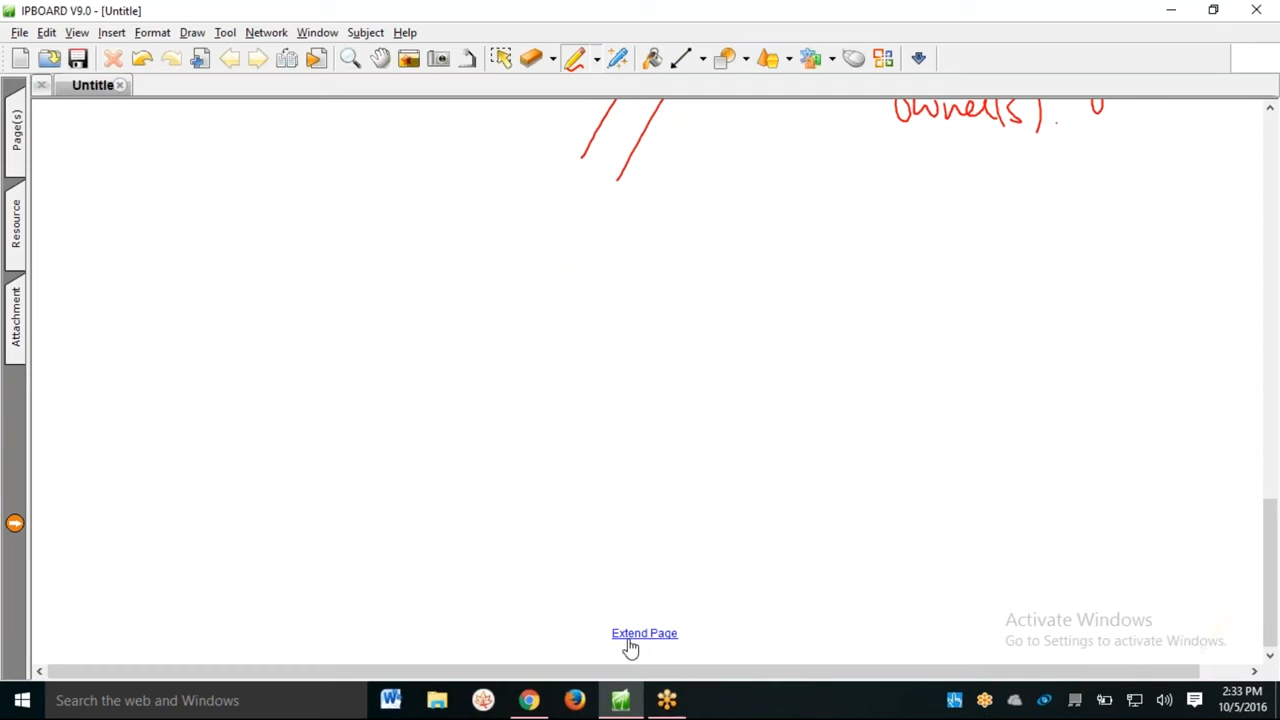 IPBOARD V9.0 - [Untitle]
File Edit View Insert Format Draw Tool Network Window Subject Help
Untitle
Page(s)
Resource
Attachment
owner(s).
Extend Page
Activate Windows
Go to Settings to activate Windows.
Search the web and Windows
2:33 PM
10/5/2016